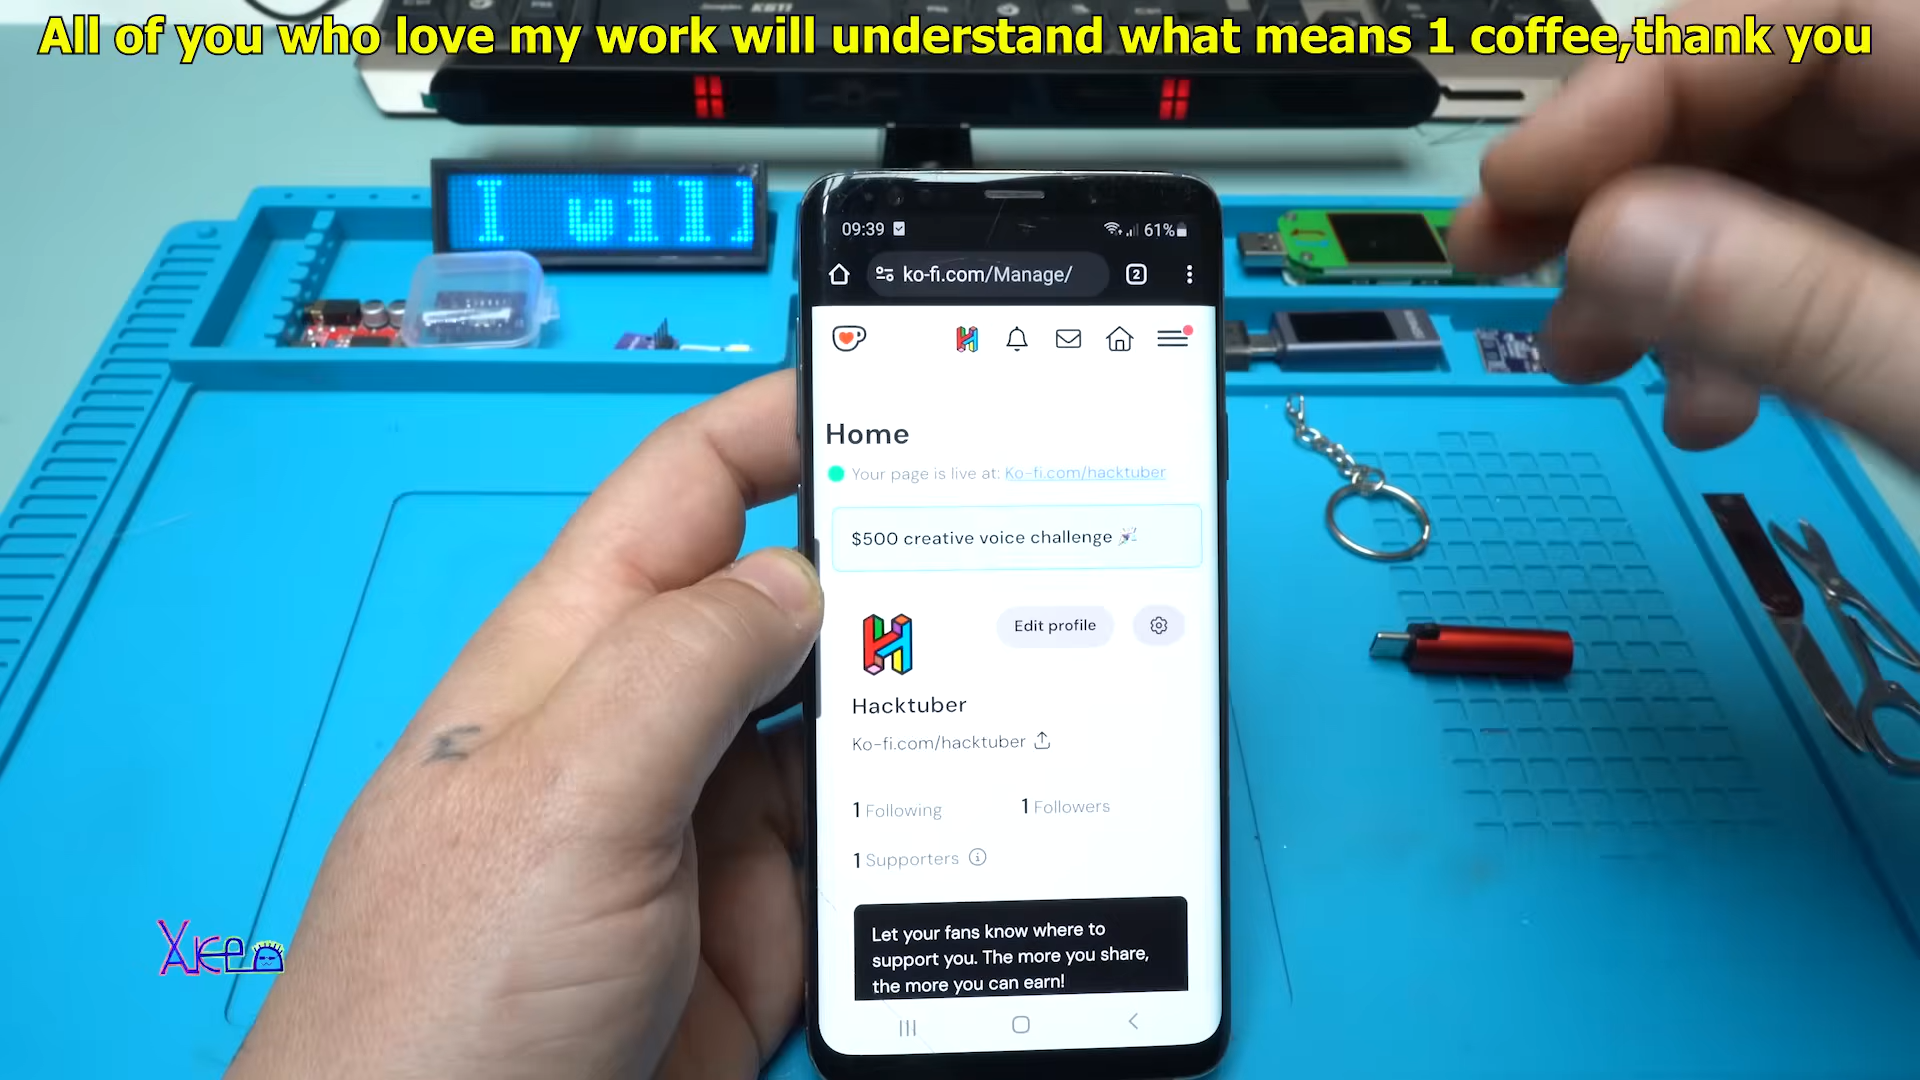 All of you who love my work will understand what means 1 coffee,thank you
I will
09:39
61%
ko-fi.com/Manage/
2
Home
Your page is live at: Ko-fi.com/hacktuber
$500 creative voice challenge 🎉
Edit profile
Hacktuber
Ko-fi.com/hacktuber
1 Following
1 Followers
1 Supporters
Let your fans know where to
support you. The more you share,
the more you can earn!